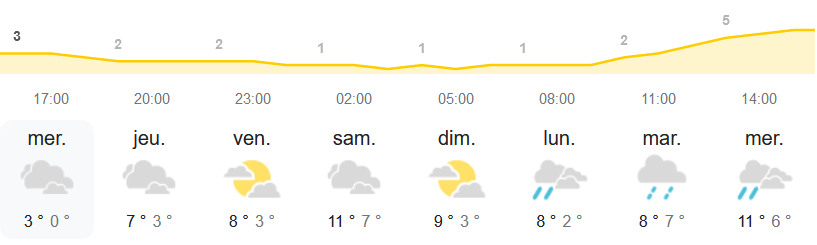 3 2 2 1 1 1 2 5
17:00 20:00 23:00 02:00 05:00 08:00 11:00 14:00
mer. jeu. ven. sam. dim. lun. mar. mer.
3 ° 0 ° 7 ° 3 ° 8 ° 3 ° 11 ° 7 ° 9 ° 3 ° 8 ° 2 ° 8 ° 7 ° 11 ° 6 °